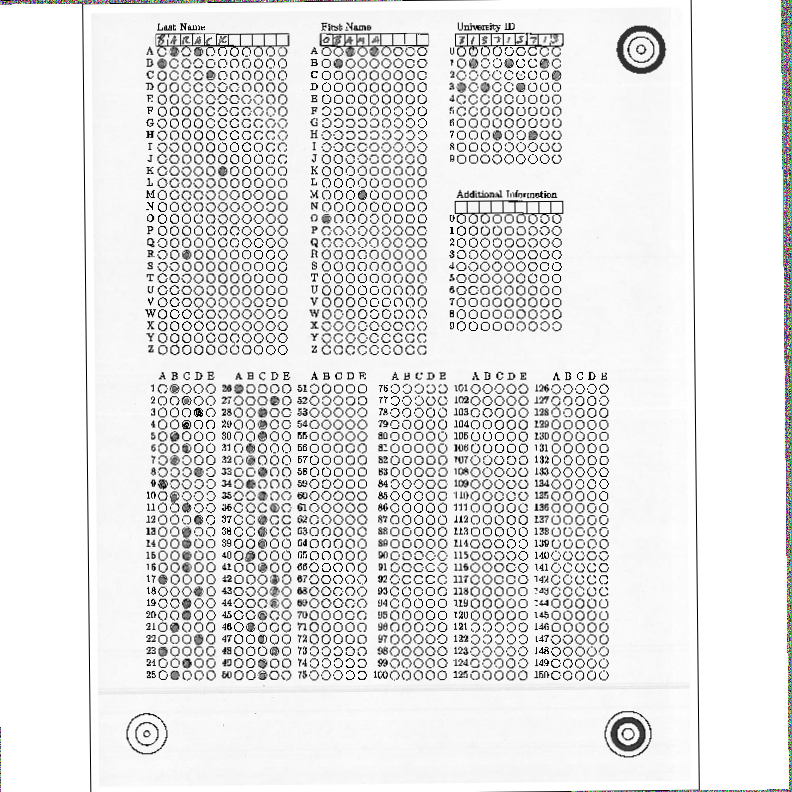 Last Name First Name University ID
B A R A C K O B A M A 3 1 3 7 1 3 7 1
A A 0
B B 1
C C 2
D D 3
E E 4
F F 5
G G 6
H H 7
I I 8
J J 9
K K
L L
M M Additional Information
N N
O O 0
P P 1
Q Q 2
R R 3
S S 4
T T 5
U U 6
V V 7
W W 8
X X 9
Y Y
Z Z
A B C D E A B C D E A B C D E A B C D E A B C D E A B C D E
1 26 51 76 101 126
2 27 52 77 102 127
3 28 53 78 103 128
4 29 54 79 104 129
5 30 55 80 105 130
6 31 56 81 106 131
7 32 57 82 107 132
8 33 58 83 108 133
9 34 59 84 109 134
10 35 60 85 110 135
11 36 61 86 111 136
12 37 62 87 112 137
13 38 63 88 113 138
14 39 64 89 114 139
15 40 65 90 115 140
16 41 66 91 116 141
17 42 67 92 117 142
18 43 68 93 118 143
19 44 69 94 119 144
20 45 70 95 120 145
21 46 71 96 121 146
22 47 72 97 122 147
23 48 73 98 123 148
24 49 74 99 124 149
25 50 75 100 125 150